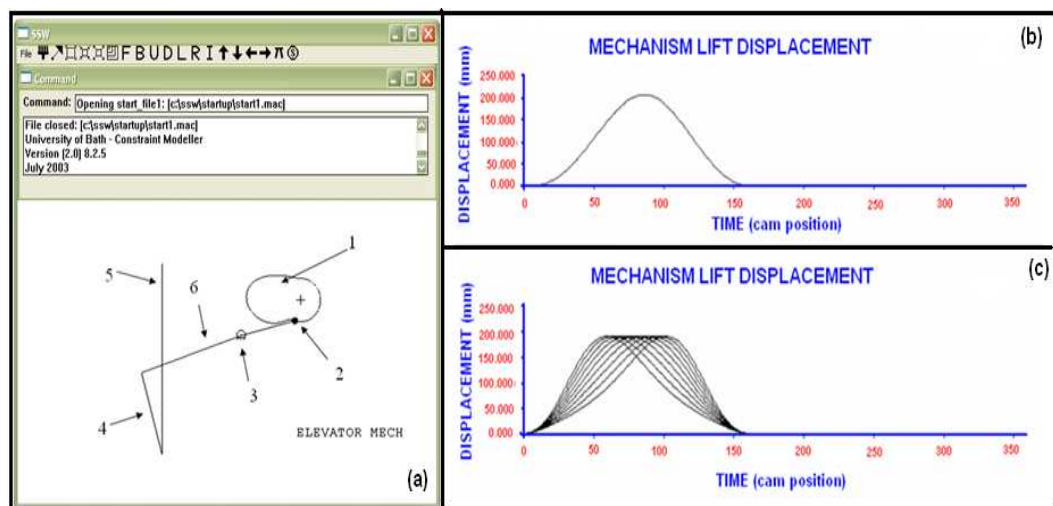 SSW
File F B U D L R I
Command
Command: Opening start_file1: [c:\ssw\startup\start1.mac]
File closed: [c:\ssw\startup\start1.mac]
University of Bath - Constraint Modeller
Version [2.0] 8.2.5
July 2003
1
5
6
2
3
4
ELEVATOR MECH
(a)
MECHANISM LIFT DISPLACEMENT
(b)
DISPLACEMENT (mm)
250.000
200.000
150.000
100.000
50.000
0.000
0 50 100 150 200 250 300 350
TIME (cam position)
MECHANISM LIFT DISPLACEMENT
(c)
DISPLACEMENT (mm)
250.000
200.000
150.000
100.000
50.000
0.000
0 50 100 150 200 250 300 350
TIME (cam position)